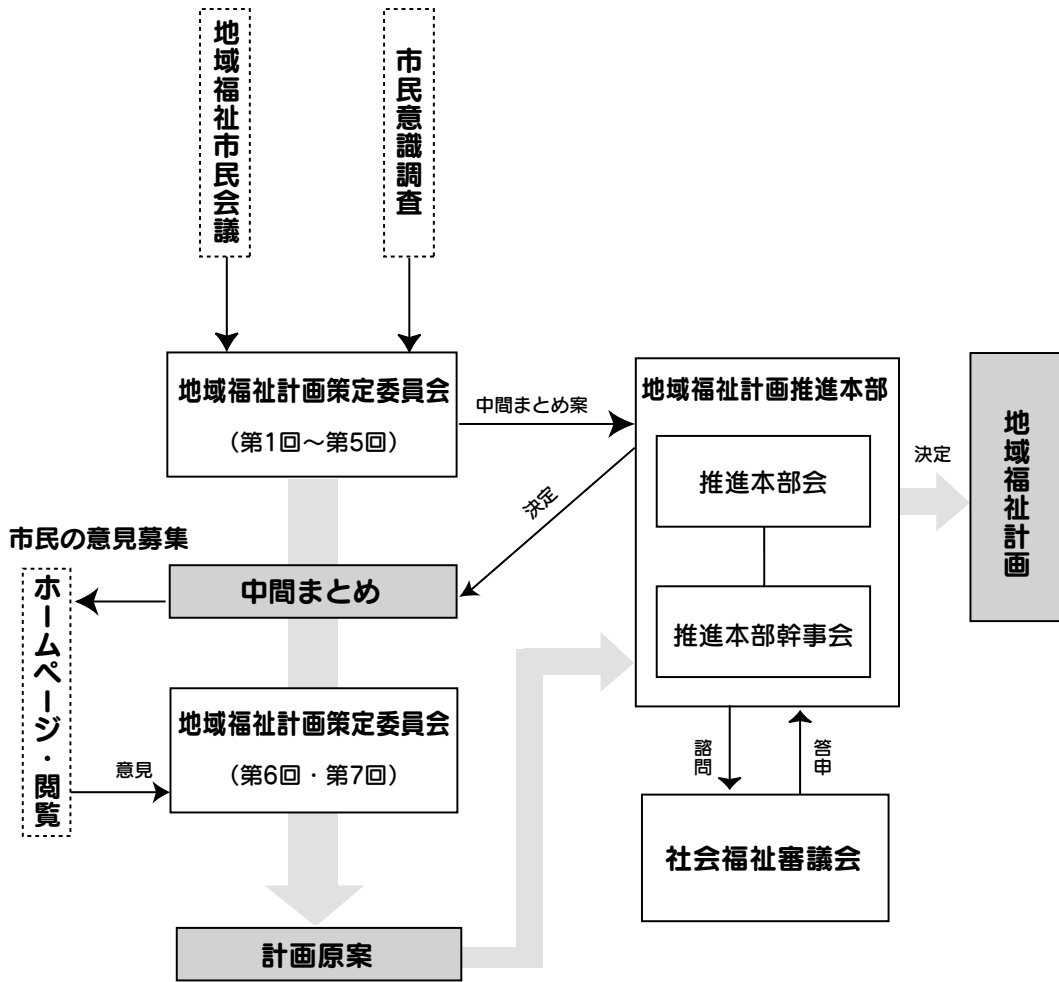 地域福祉市民会議
市民意識調査
地域福祉計画策定委員会
（第1回～第5回）
中間まとめ案
地域福祉計画推進本部
推進本部会
推進本部幹事会
決定
地域福祉計画
決定
市民の意見募集
ホームページ・閲覧
中間まとめ
地域福祉計画策定委員会
（第6回・第7回）
意見
諮問
答申
社会福祉審議会
計画原案